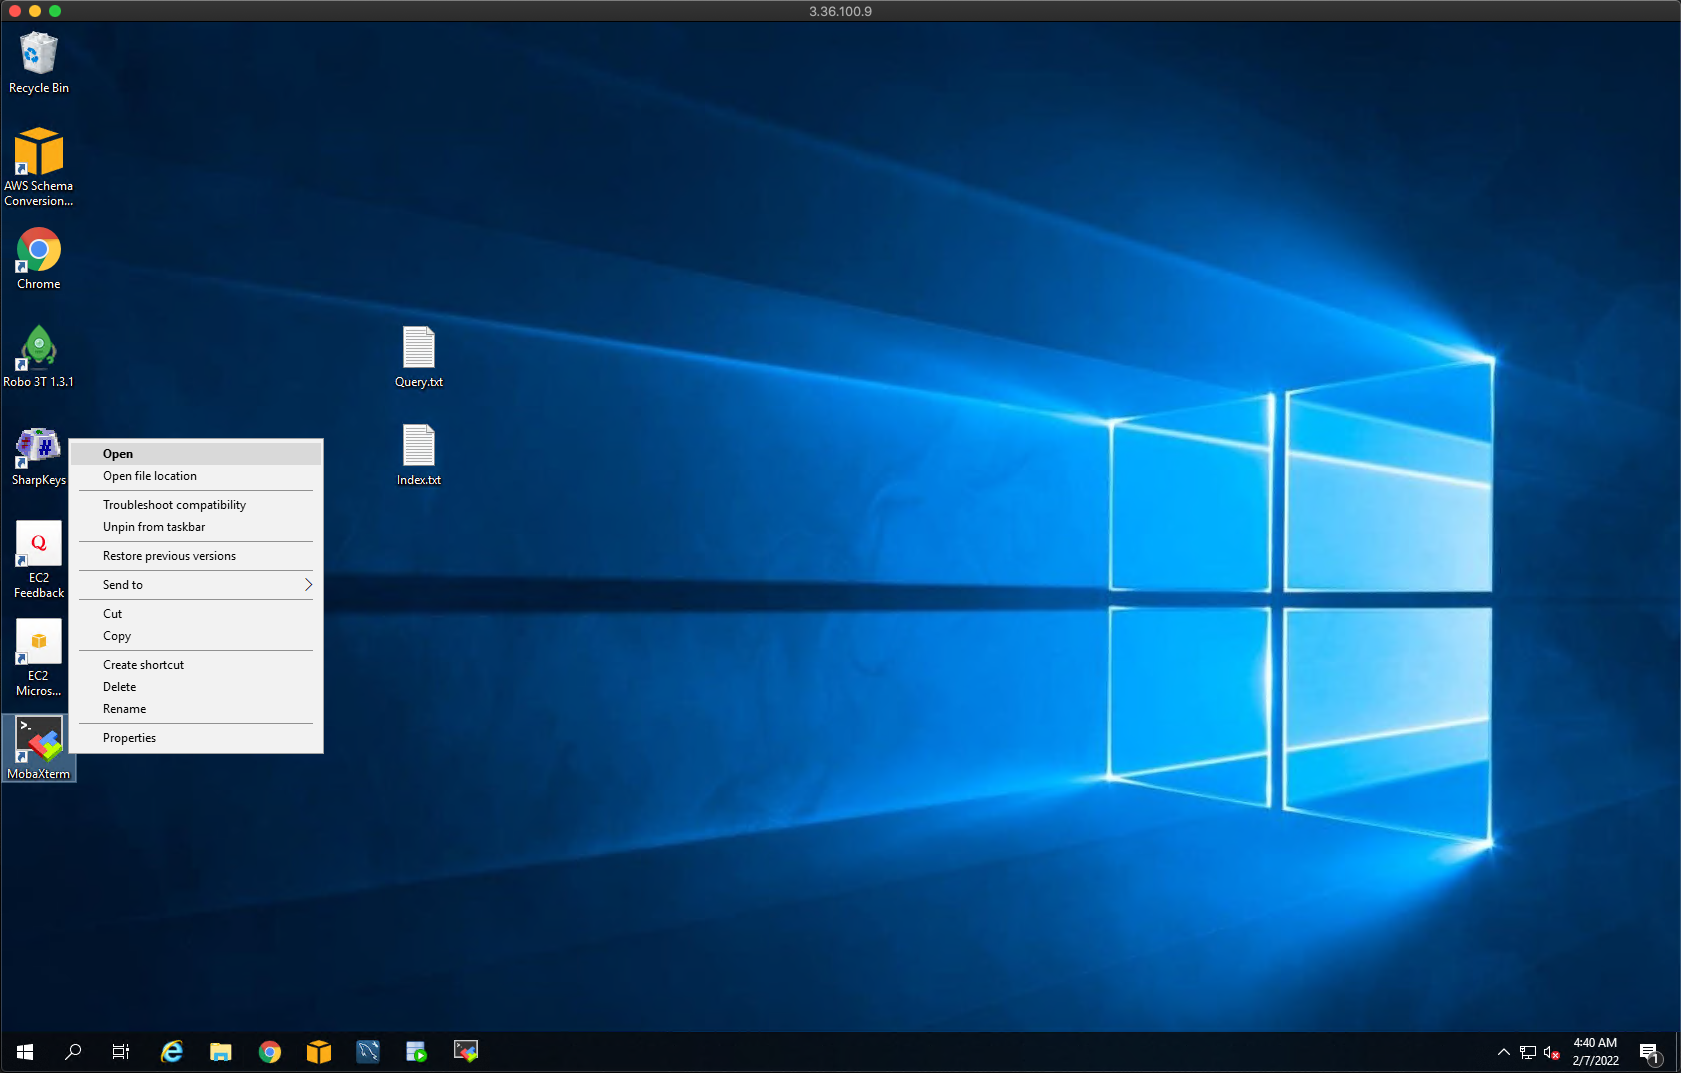 3.36.100.9
Recycle Bin
AWS Schema
Conversion...
Chrome
Robo 3T 1.3.1
SharpKeys
EC2
Feedback
EC2
Micros...
MobaXterm
Query.txt
Index.txt
Open
Open file location
Troubleshoot compatibility
Unpin from taskbar
Restore previous versions
Send to
Cut
Copy
Create shortcut
Delete
Rename
Properties
4:40 AM
2/7/2022
1